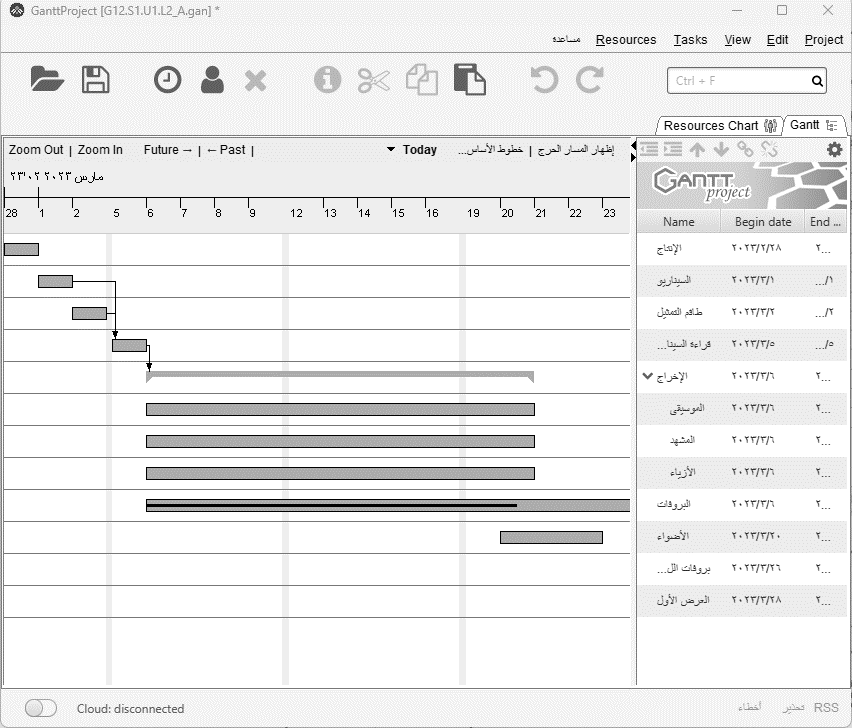 GanttProject [G12.S1.U1.L2_A.gan] *
مساعدة Resources Tasks View Edit Project
Ctrl + F
Resources Chart Gantt
Zoom Out | Zoom In Future → | ← Past | Today خطوط الأساس... | إظهار المسار الحرج
مارس ٢٠٢٣
28 1 2 5 6 7 8 9 12 13 14 15 16 19 20 21 22 23
GANTT project
Name Begin date End ...
الإنتاج ٢٠٢٣/٢/٢٨ ٢...
السيناريو ٢٠٢٣/٣/١ .../١
طاقم التمثيل ٢٠٢٣/٣/٢ .../٢
قراءة السينا... ٢٠٢٣/٣/٥ .../٥
الإخراج ٢٠٢٣/٣/٦ ٢...
الموسيقى ٢٠٢٣/٣/٦ ٢...
المشهد ٢٠٢٣/٣/٦ ٢...
الأزياء ٢٠٢٣/٣/٦ ٢...
البروفات ٢٠٢٣/٣/٦ ٢...
الأضواء ٢٠٢٣/٣/٢٠ ٢...
بروفات الل... ٢٠٢٣/٣/٢٦ ٢...
العرض الأول ٢٠٢٣/٣/٢٨ ٢...
Cloud: disconnected
أخطاء تحذير RSS